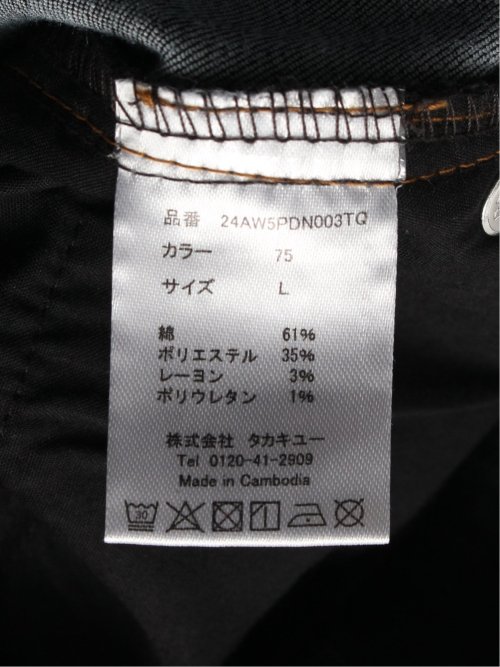 品番 24AW5PDN003TQ
カラー 75
サイズ L
綿 61%
ポリエステル 35%
レーヨン 3%
ポリウレタン 1%
株式会社 タカキユー
Tel 0120-41-2909
Made in Cambodia
30